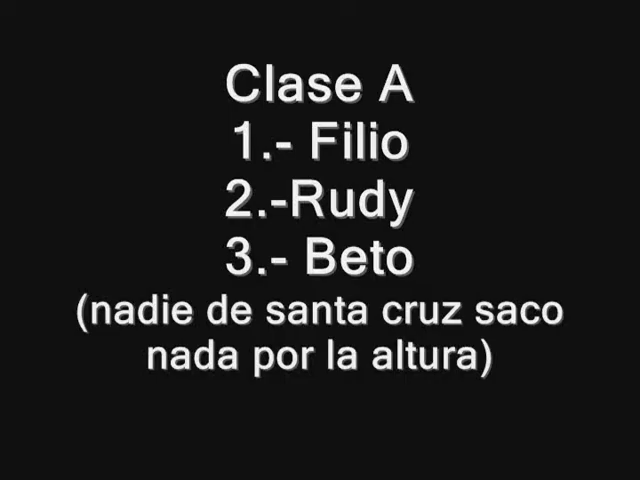 Clase A
1.- Filio
2.-Rudy
3.- Beto
(nadie de santa cruz saco
nada por la altura)